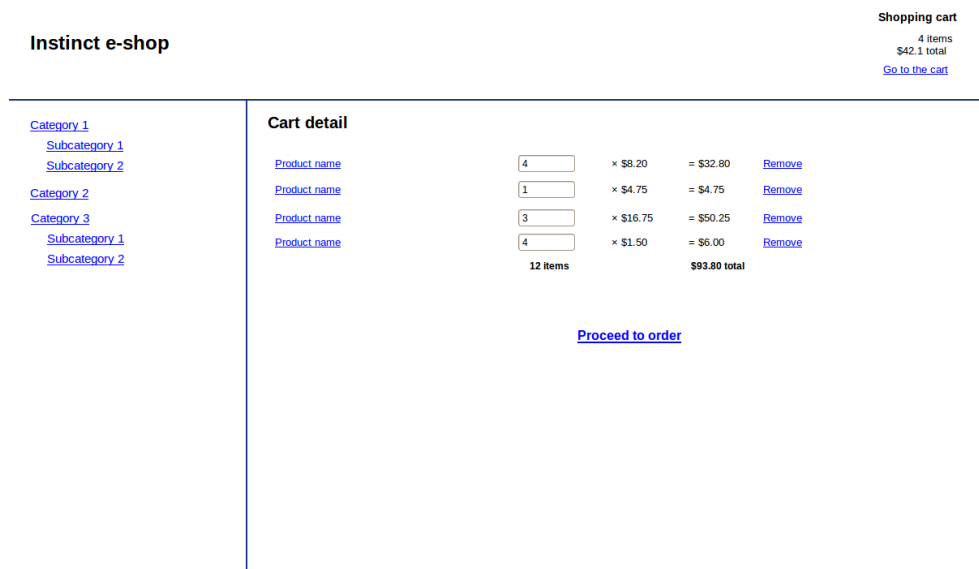 Instinct e-shop
Shopping cart
4 items
$42.1 total
Go to the cart
Category 1
Subcategory 1
Subcategory 2
Category 2
Category 3
Subcategory 1
Subcategory 2
Cart detail
Product name 4 × $8.20 = $32.80 Remove
Product name 1 × $4.75 = $4.75 Remove
Product name 3 × $16.75 = $50.25 Remove
Product name 4 × $1.50 = $6.00 Remove
12 items $93.80 total
Proceed to order